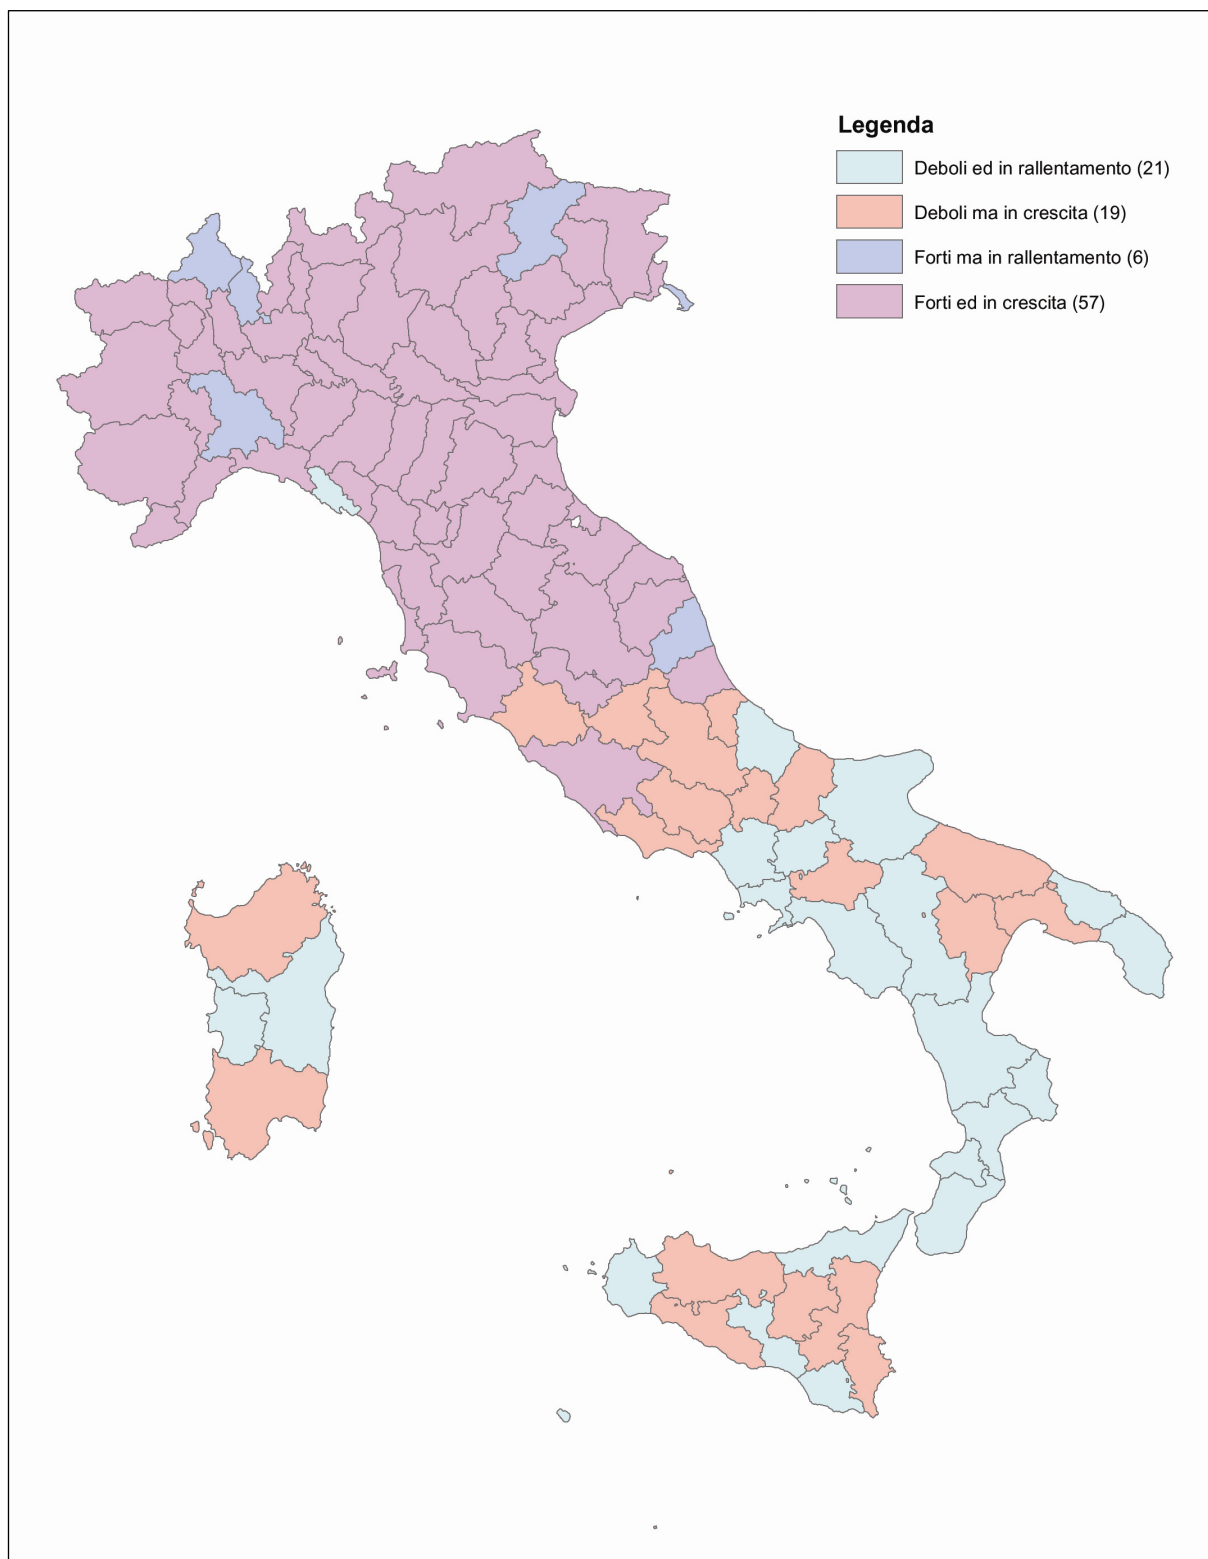 Legenda
Deboli ed in rallentamento (21)
Deboli ma in crescita (19)
Forti ma in rallentamento (6)
Forti ed in crescita (57)